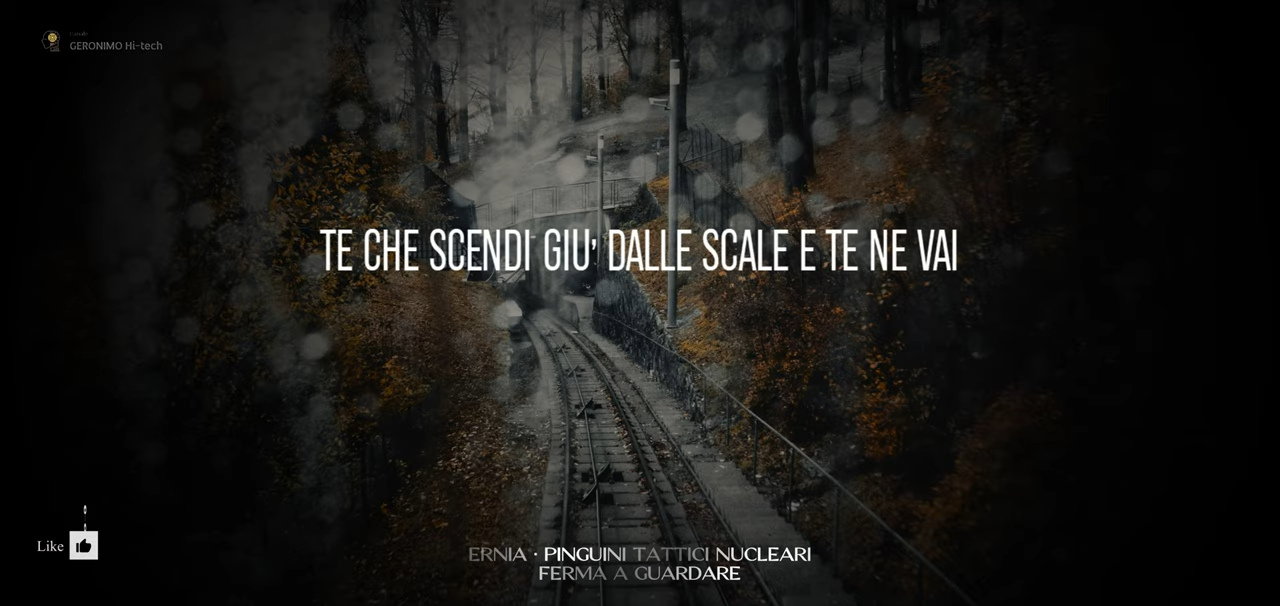 GERONIMO Hi-tech
TE CHE SCENDI GIU’ DALLE SCALE E TE NE VAI
Like
ERNIA • PINGUINI TATTICI NUCLEARI
FERMA A GUARDARE